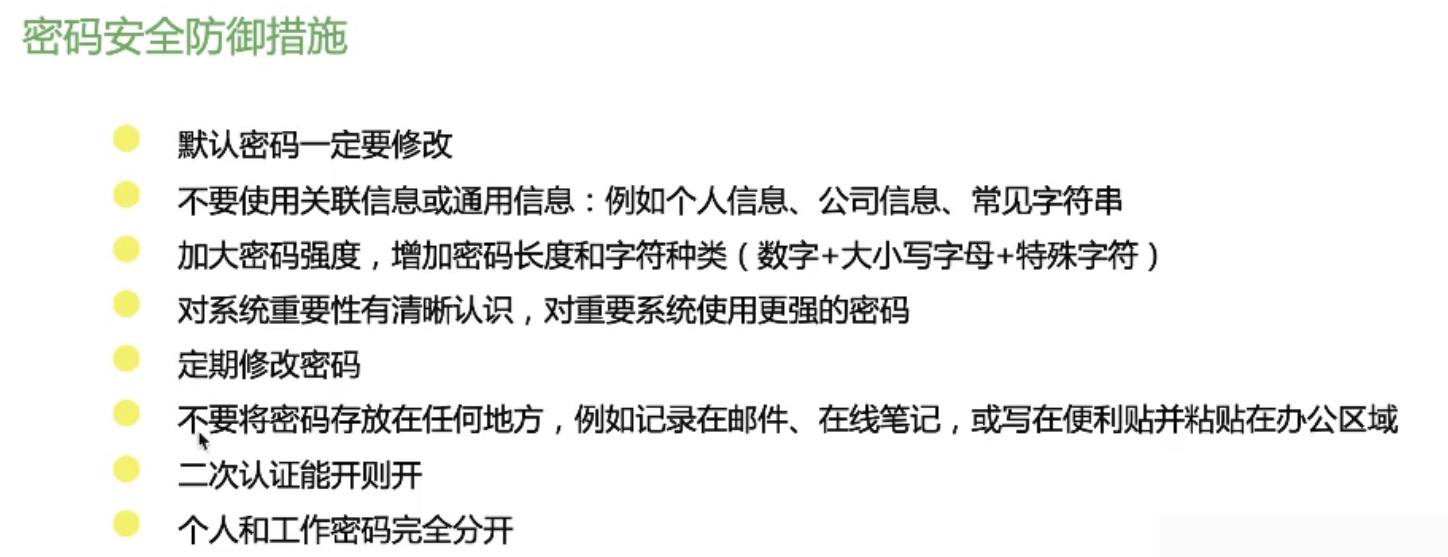 密码安全防御措施
默认密码一定要修改
不要使用关联信息或通用信息：例如个人信息、公司信息、常见字符串
加大密码强度，增加密码长度和字符种类（数字+大小写字母+特殊字符）
对系统重要性有清晰认识，对重要系统使用更强的密码
定期修改密码
不要将密码存放在任何地方，例如记录在邮件、在线笔记，或写在便利贴并粘贴在办公区域
二次认证能开则开
个人和工作密码完全分开